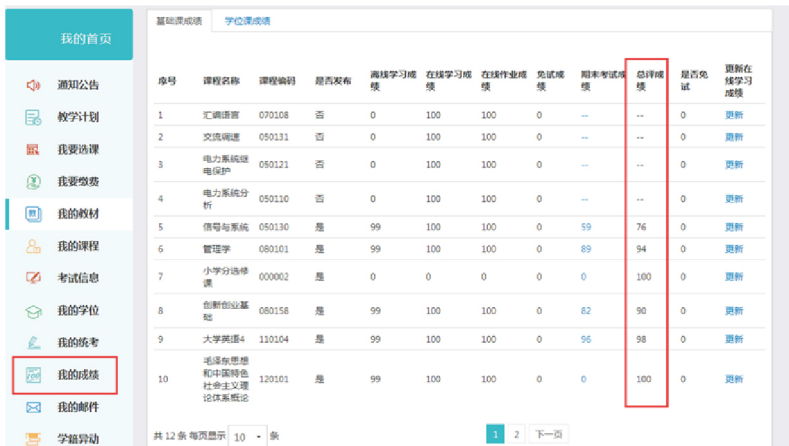 我的首页
通知公告
教学计划
我要选课
我要缴费
我的教材
我的课程
考试信息
我的学位
我的统考
我的成绩
我的邮件
学籍异动
基础课成绩 学位课成绩
序号 课程名称 课程编码 是否发布 离线学习成绩 在线学习成绩 在线作业成绩 免试成绩 期末考试成绩 总评成绩 是否免试 更新在线学习成绩
1 汇编语言 070108 否 0 100 100 0 -- -- 0 更新
2 交流调速 050131 否 0 100 100 0 -- -- 0 更新
3 电力系统继电保护 050121 否 0 100 100 0 -- -- 0 更新
4 电力系统分析 050110 否 0 100 100 0 -- -- 0 更新
5 信号与系统 050130 是 99 100 100 0 59 76 0 更新
6 管理学 080101 是 99 100 100 0 89 94 0 更新
7 小学分选修课 000002 是 0 0 0 0 0 100 0 更新
8 创新创业基础 080158 是 99 100 100 0 82 90 0 更新
9 大学英语4 110104 是 99 100 100 0 96 98 0 更新
10 毛泽东思想和中国特色社会主义理论体系概论 120101 是 99 100 100 0 0 100 0 更新
共 12 条 每页显示 10 条 1 2 下一页